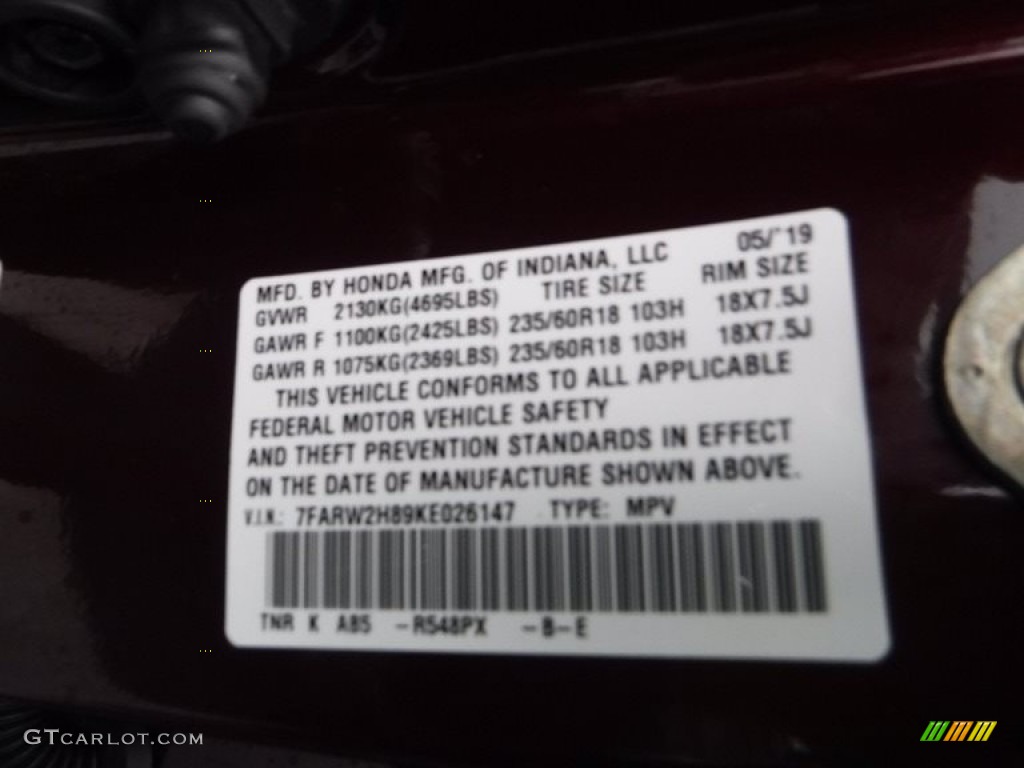 MFD. BY HONDA MFG. OF INDIANA, LLC 05/'19
GVWR 2130KG(4695LBS) TIRE SIZE RIM SIZE
GAWR F 1100KG(2425LBS) 235/60R18 103H 18X7.5J
GAWR R 1075KG(2369LBS) 235/60R18 103H 18X7.5J
THIS VEHICLE CONFORMS TO ALL APPLICABLE
FEDERAL MOTOR VEHICLE SAFETY
AND THEFT PREVENTION STANDARDS IN EFFECT
ON THE DATE OF MANUFACTURE SHOWN ABOVE.
V.I.N.: 7FARW2H89KE026147 TYPE: MPV
TNR K A85 -R548PX -B-E
GTCARLOT.COM